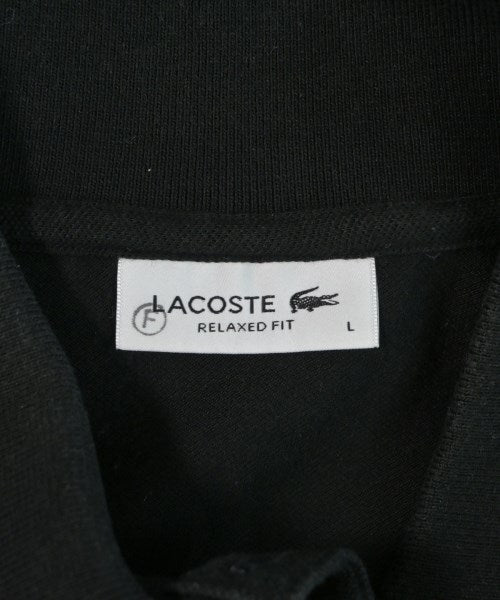 LACOSTE
F
RELAXED FIT L